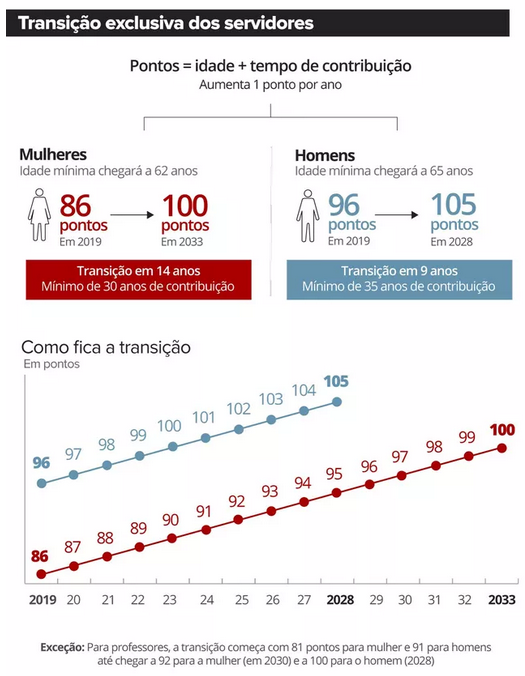 Transição exclusiva dos servidores
Pontos = idade + tempo de contribuição
Aumenta 1 ponto por ano
Mulheres
Idade mínima chegará a 62 anos
86 pontos
Em 2019
100 pontos
Em 2033
Transição em 14 anos
Mínimo de 30 anos de contribuição
Homens
Idade mínima chegará a 65 anos
96 pontos
Em 2019
105 pontos
Em 2028
Transição em 9 anos
Mínimo de 35 anos de contribuição
Como fica a transição
Em pontos
96 97 98 99 100 101 102 103 104 105
86 87 88 89 90 91 92 93 94 95 96 97 98 99 100
2019 20 21 22 23 24 25 26 27 2028 29 30 31 32 2033
Exceção: Para professores, a transição começa com 81 pontos para mulher e 91 para homens
até chegar a 92 para a mulher (em 2030) e a 100 para o homem (2028)